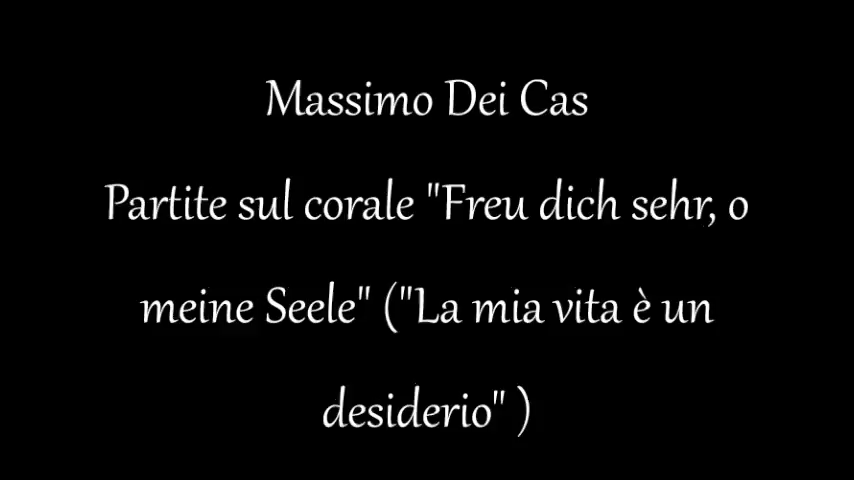 Massimo Dei Cas
Partite sul corale "Freu dich sehr, o
meine Seele" ("La mia vita è un
desiderio" )